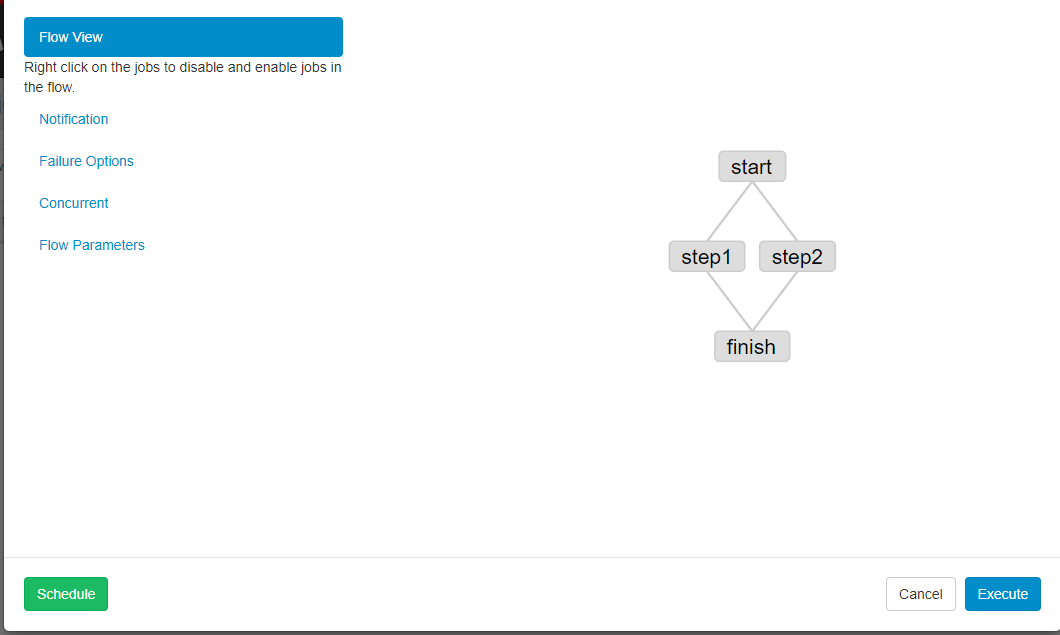 Flow View
Right click on the jobs to disable and enable jobs in
the flow.
Notification
Failure Options
Concurrent
Flow Parameters
start
step1 step2
finish
Schedule Cancel Execute